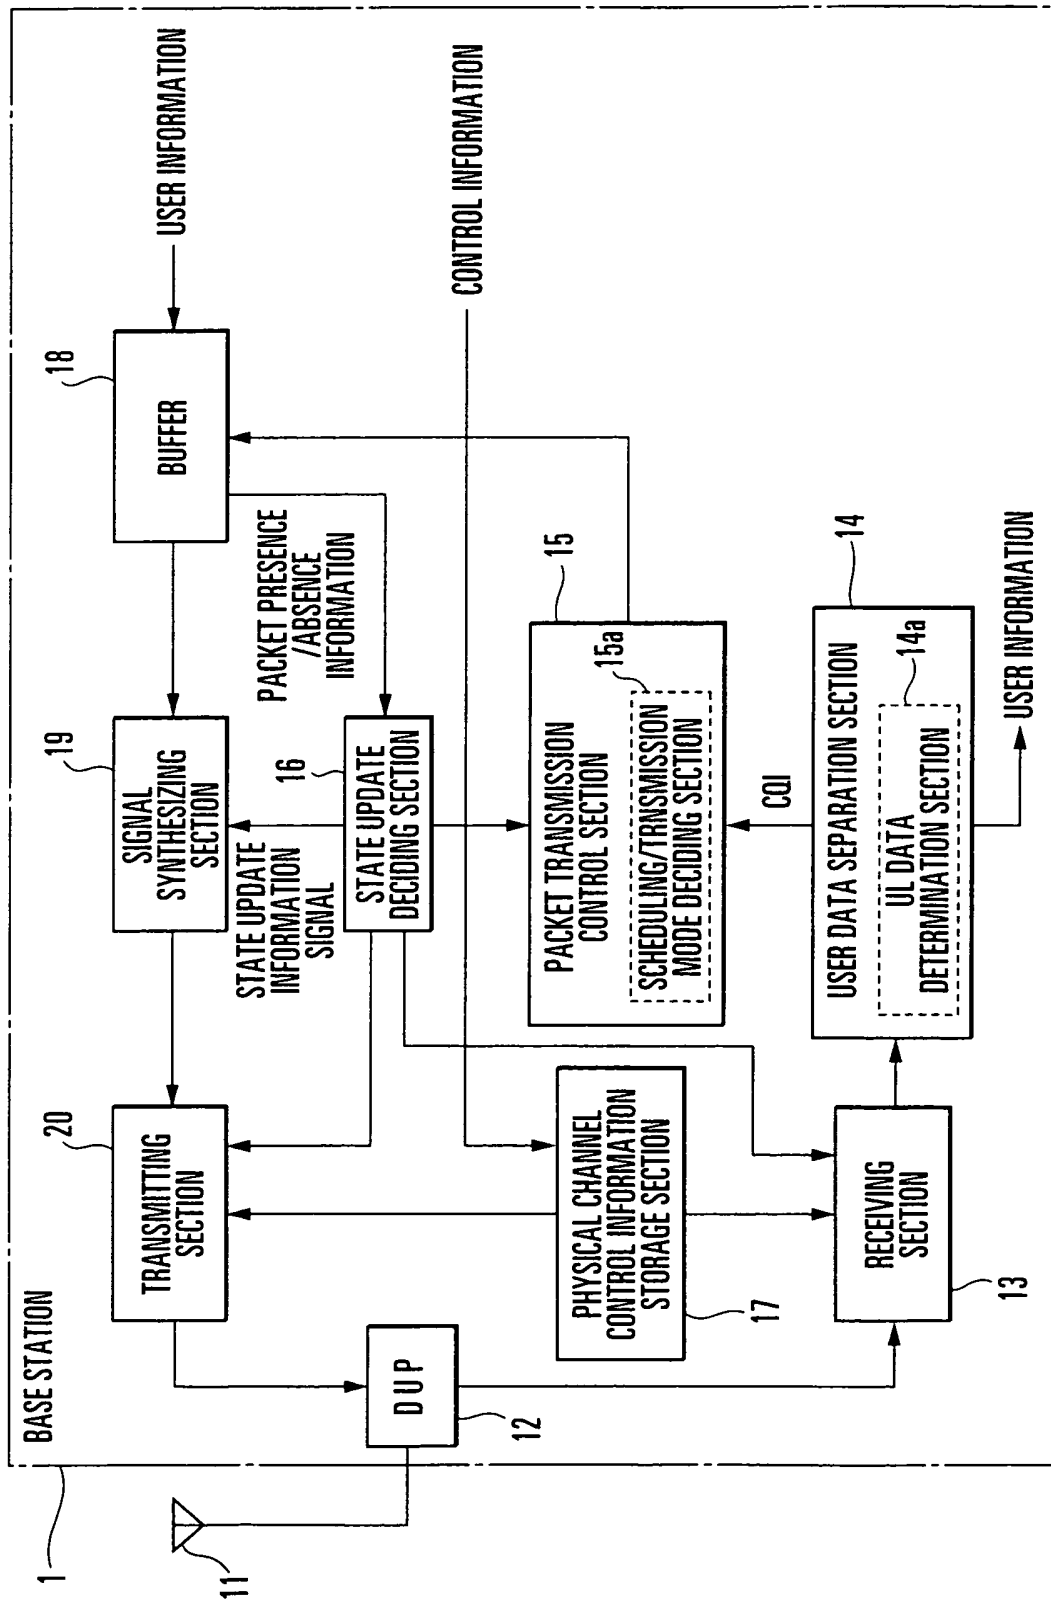 BASE STATION
1
11
DUP
12
20
TRANSMITTING
SECTION
19
SIGNAL
SYNTHESIZING
SECTION
18
BUFFER
USER INFORMATION
STATE UPDATE
INFORMATION
SIGNAL
16
STATE UPDATE
DECIDING SECTION
PACKET PRESENCE
/ABSENCE
INFORMATION
CONTROL INFORMATION
PHYSICAL CHANNEL
CONTROL INFORMATION
STORAGE SECTION
17
15
PACKET TRANSMISSION
CONTROL SECTION
15a
SCHEDULING/TRNSMISSION
MODE DECIDING SECTION
CQI
RECEIVING
SECTION
13
14
USER DATA SEPARATION SECTION
14a
UL DATA
DETERMINATION SECTION
USER INFORMATION